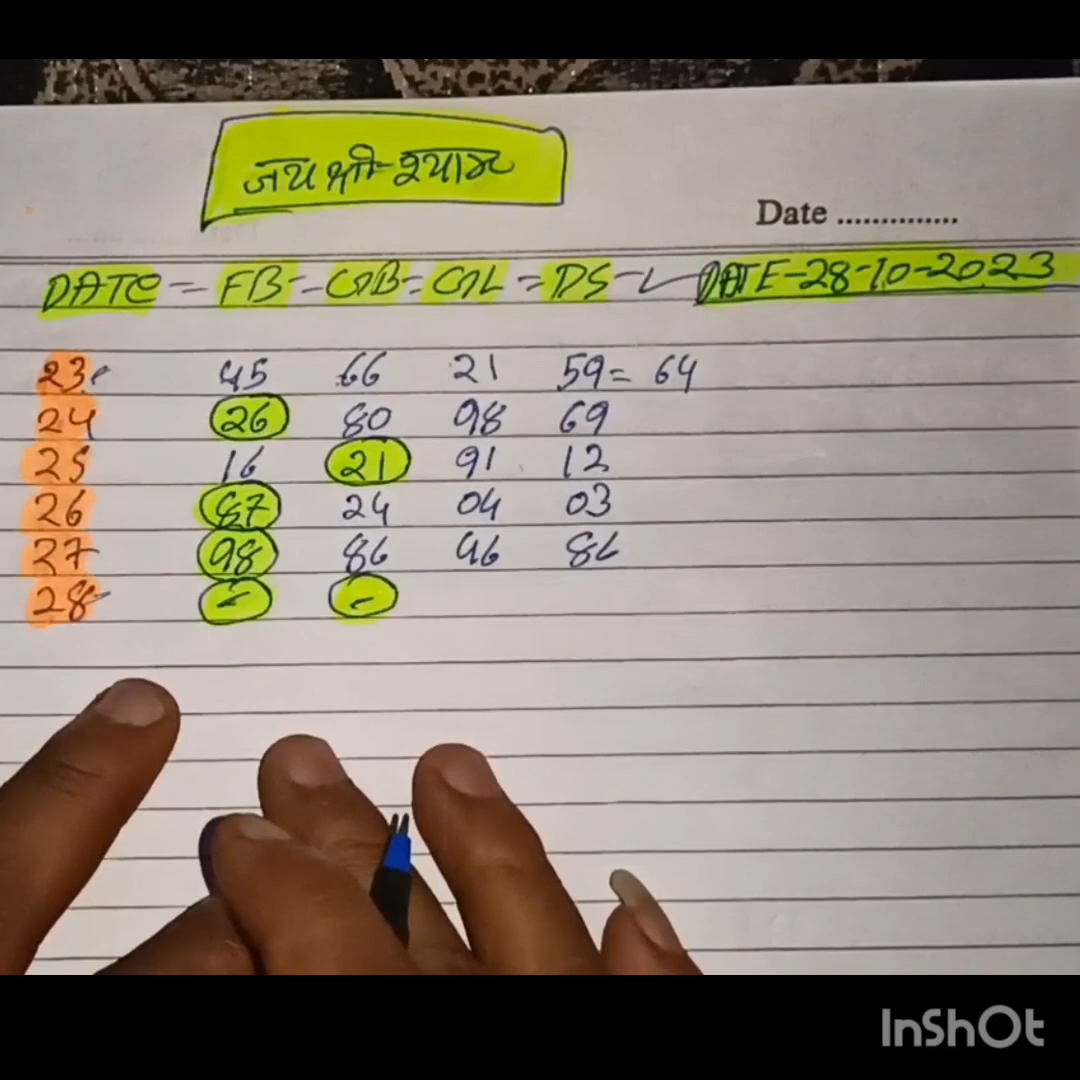 जय श्री श्याम
Date ..............
DATE = FB - GB = GL = DS - DATE-28-10-2023
23 45 66 21 59 = 64
24 26 80 98 69
25 16 21 91 12
26 87 24 04 03
27 98 86 46 86
28 - -
InShOt